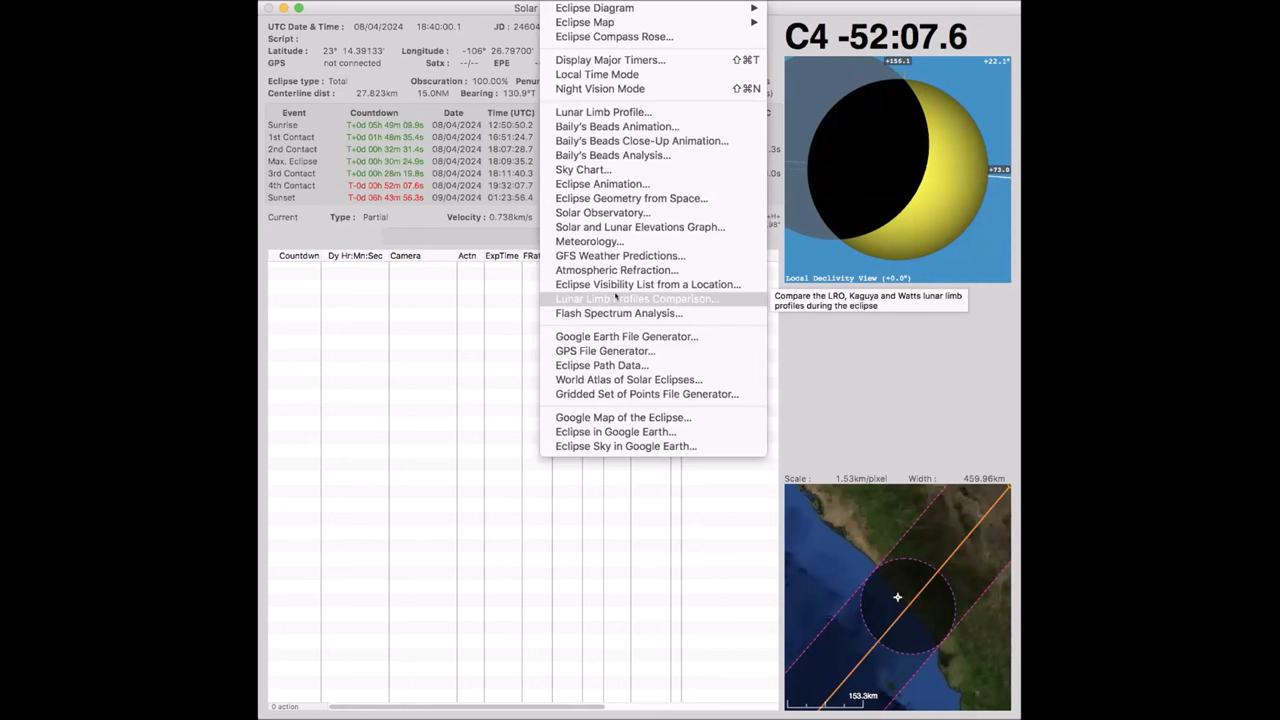 Solar
UTC Date & Time : 08/04/2024 18:40:00.1 JD : 24604
Script :
Latitude : 23° 14.39133' Longitude : -106° 26.79700'
GPS not connected Satx : --/-- EPE
Eclipse type : Total Obscuration : 100.00% Penur
Centerline dist : 27.823km 15.0NM Bearing : 130.9°T
Event Countdown Date Time (UTC)
Sunrise T+0d 05h 49m 09.9s 08/04/2024 12:50:50.2
1st Contact T+0d 01h 48m 35.4s 08/04/2024 16:51:24.7
2nd Contact T+0d 00h 32m 31.4s 08/04/2024 18:07:28.7
Max. Eclipse T+0d 00h 30m 24.9s 08/04/2024 18:09:35.2
3rd Contact T+0d 00h 28m 19.8s 08/04/2024 18:11:40.3
4th Contact T-0d 00h 52m 07.6s 08/04/2024 19:32:07.7
Sunset T-0d 06h 43m 56.3s 09/04/2024 01:23:56.4
Current Type : Partial Velocity : 0.738km/s
Countdown Dy Hr:Mn:Sec Camera Actn ExpTime FRat
0 action
Eclipse Diagram
Eclipse Map
Eclipse Compass Rose...
Display Major Timers... ⇧⌘T
Local Time Mode
Night Vision Mode ⇧⌘N
Lunar Limb Profile...
Baily's Beads Animation...
Baily's Beads Close-Up Animation...
Baily's Beads Analysis...
Sky Chart...
Eclipse Animation...
Eclipse Geometry from Space...
Solar Observatory...
Solar and Lunar Elevations Graph...
Meteorology...
GFS Weather Predictions...
Atmospheric Refraction...
Eclipse Visibility List from a Location...
Lunar Limb Profiles Comparison...
Flash Spectrum Analysis...
Google Earth File Generator...
GPS File Generator...
Eclipse Path Data...
World Atlas of Solar Eclipses...
Gridded Set of Points File Generator...
Google Map of the Eclipse...
Eclipse in Google Earth...
Eclipse Sky in Google Earth...
C4 -52:07.6
+156.1 +22.1°
+73.0
Local Declivity View (+0.0°)
Compare the LRO, Kaguya and Watts lunar limb
profiles during the eclipse
Scale : 1.53km/pixel Width : 459.96km
153.3km